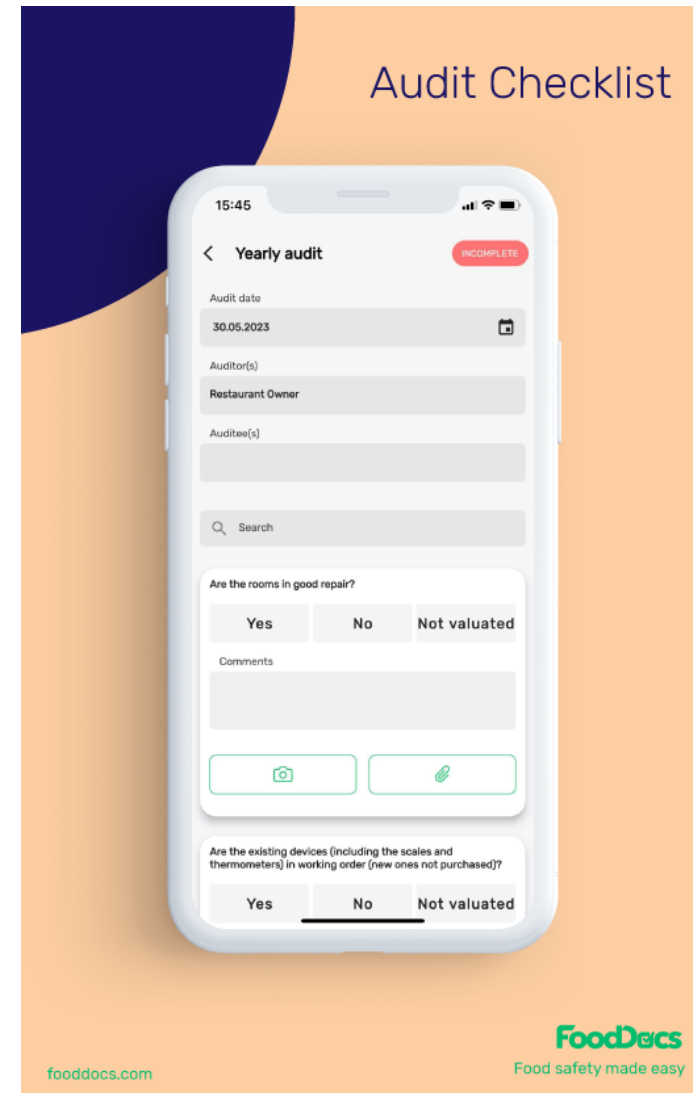 Audit Checklist
15:45
Yearly audit
INCOMPLETE
Audit date
30.05.2023
Auditor(s)
Restaurant Owner
Auditee(s)
Search
Are the rooms in good repair?
Yes No Not valuated
Comments
Are the existing devices (including the scales and
thermometers) in working order (new ones not purchased)?
Yes No Not valuated
FoodDocs
fooddocs.com
Food safety made easy